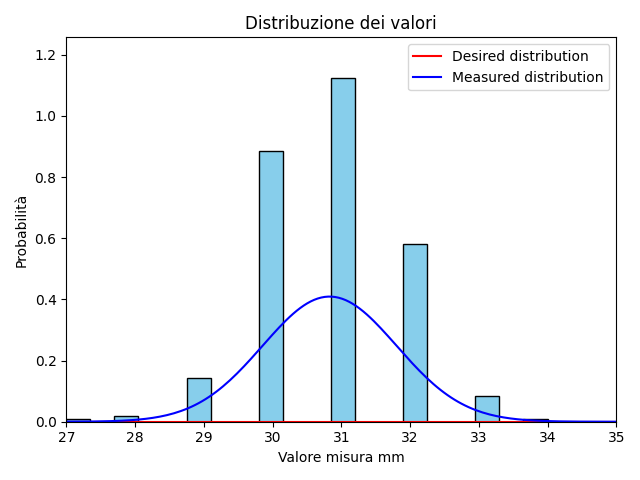 Distribuzione dei valori
Desired distribution
Measured distribution
Probabilità
1.2
1.0
0.8
0.6
0.4
0.2
0.0
27 28 29 30 31 32 33 34 35
Valore misura mm